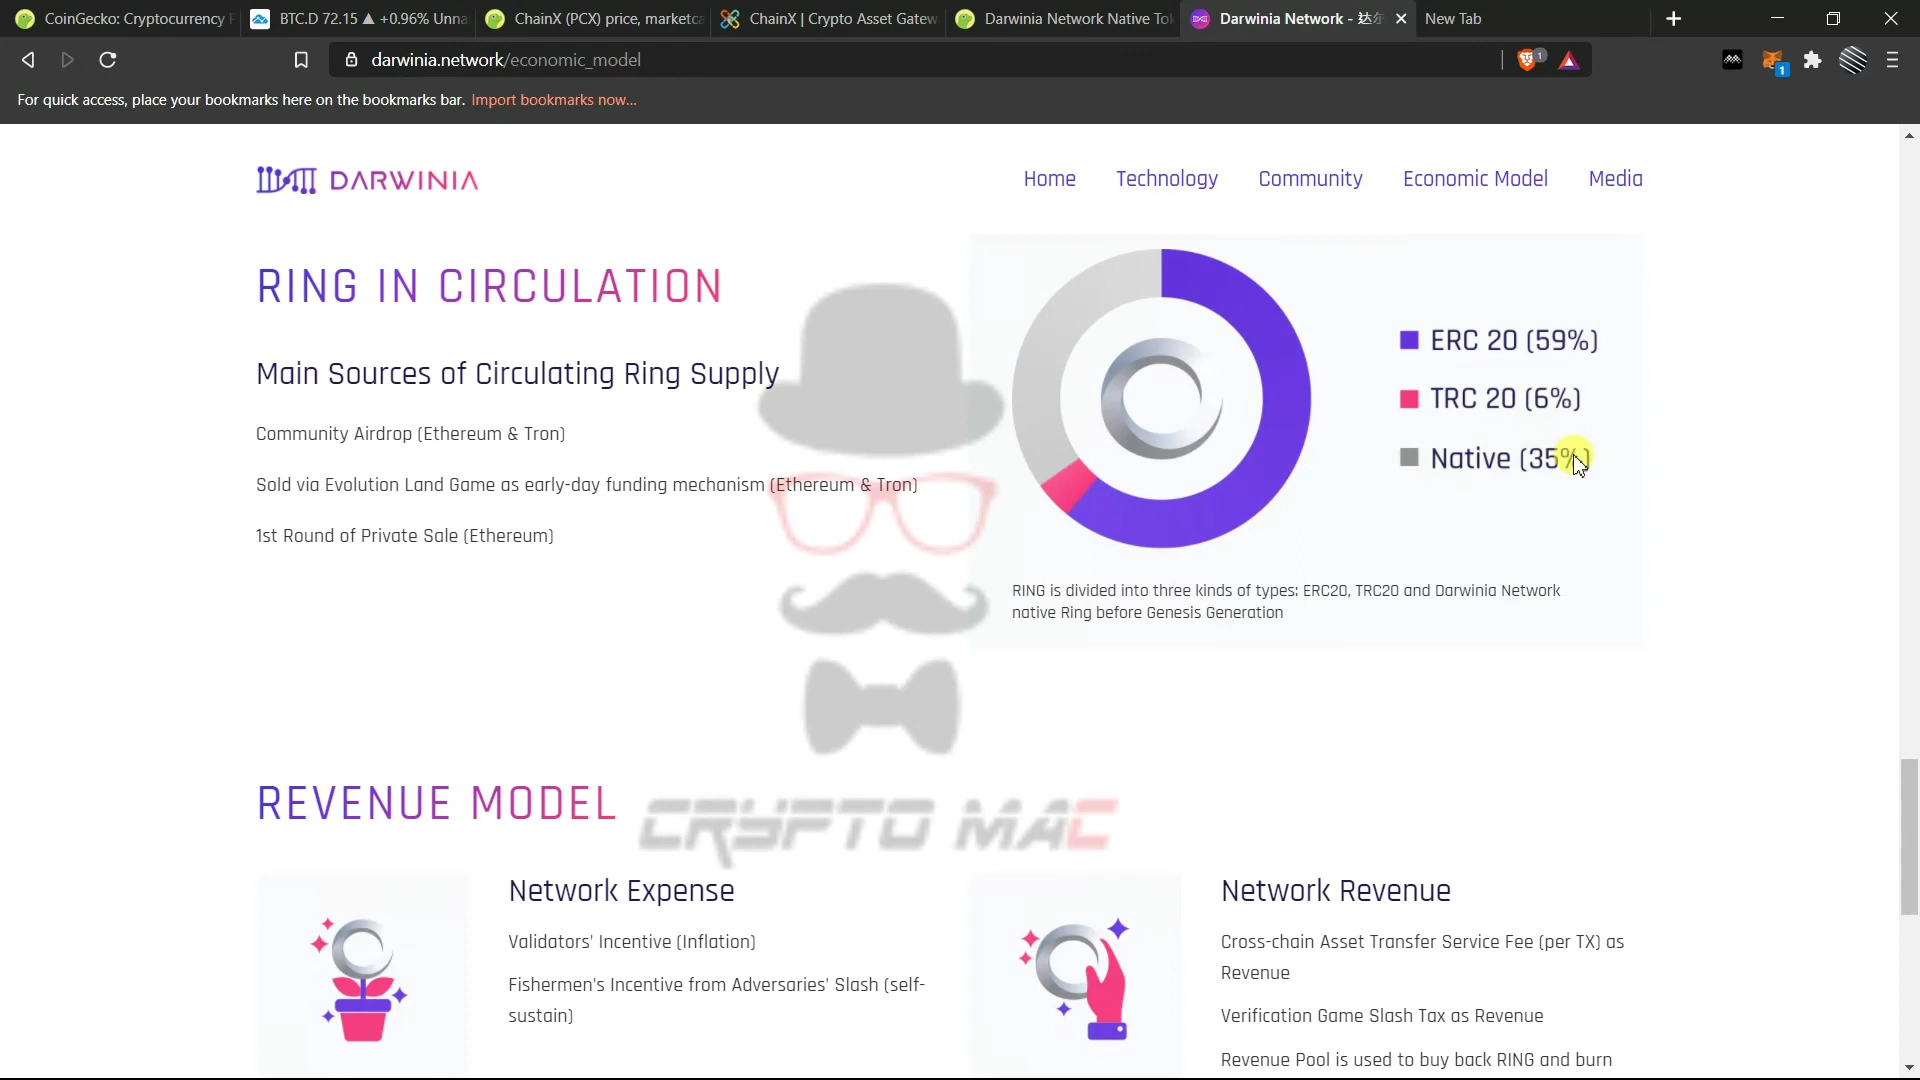 CoinGecko: Cryptocurrency
BTC.D 72.15 ▲ +0.96% Unna
ChainX (PCX) price, marketca
ChainX | Crypto Asset Gatew
Darwinia Network Native Tok
Darwinia Network - 达尔
New Tab
darwinia.network/economic_model
1
1
For quick access, place your bookmarks here on the bookmarks bar. Import bookmarks now...
DARWINIA
Home
Technology
Community
Economic Model
Media
RING IN CIRCULATION
Main Sources of Circulating Ring Supply
Community Airdrop (Ethereum & Tron)
Sold via Evolution Land Game as early-day funding mechanism (Ethereum & Tron)
1st Round of Private Sale (Ethereum)
ERC 20 (59%)
TRC 20 (6%)
Native (35%)
RING is divided into three kinds of types: ERC20, TRC20 and Darwinia Network
native Ring before Genesis Generation
CRYPTO MAC
REVENUE MODEL
Network Expense
Validators' Incentive (Inflation)
Fishermen's Incentive from Adversaries' Slash (self-
sustain)
Network Revenue
Cross-chain Asset Transfer Service Fee (per TX) as
Revenue
Verification Game Slash Tax as Revenue
Revenue Pool is used to buy back RING and burn